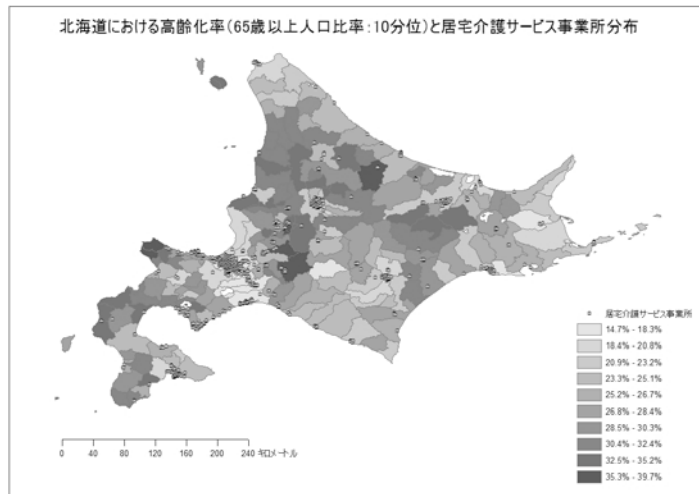 北海道における高齢化率(65歳以上人口比率:10分位)と居宅介護サービス事業所分布
居宅介護サービス事業所
14.7% - 18.3%
18.4% - 20.8%
20.9% - 23.2%
23.3% - 25.1%
25.2% - 26.7%
26.8% - 28.4%
28.5% - 30.3%
30.4% - 32.4%
32.5% - 35.2%
35.3% - 39.7%
0 40 80 120 160 200 240 キロメートル